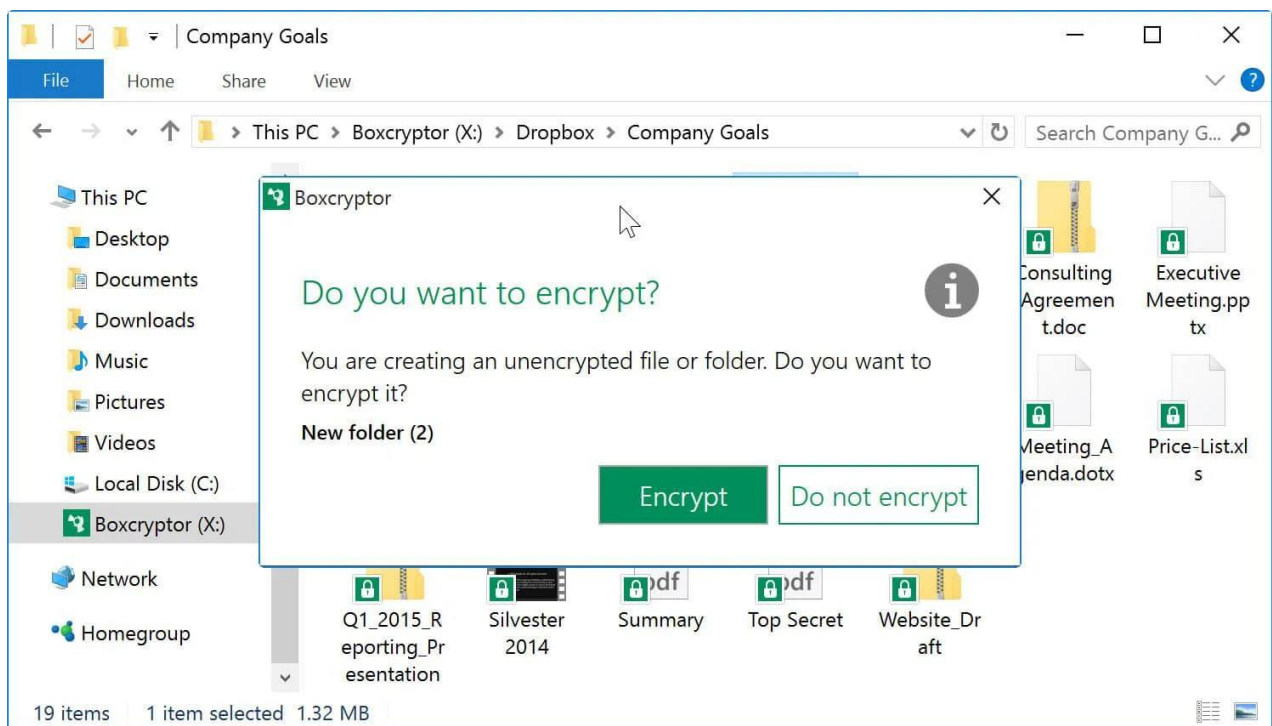 Company Goals
File Home Share View
?
This PC > Boxcryptor (X:) > Dropbox > Company Goals
Search Company G...
This PC
Desktop
Documents
Downloads
Music
Pictures
Videos
Local Disk (C:)
Boxcryptor (X:)
Network
Homegroup
Boxcryptor
Do you want to encrypt?
You are creating an unencrypted file or folder. Do you want to
encrypt it?
New folder (2)
Encrypt Do not encrypt
Consulting
Agreemen
t.doc
Executive
Meeting.pp
tx
Meeting_A
genda.dotx
Price-List.xl
s
Q1_2015_R
eporting_Pr
esentation
Silvester
2014
pdf
Summary
pdf
Top Secret
Website_Dr
aft
19 items 1 item selected 1.32 MB